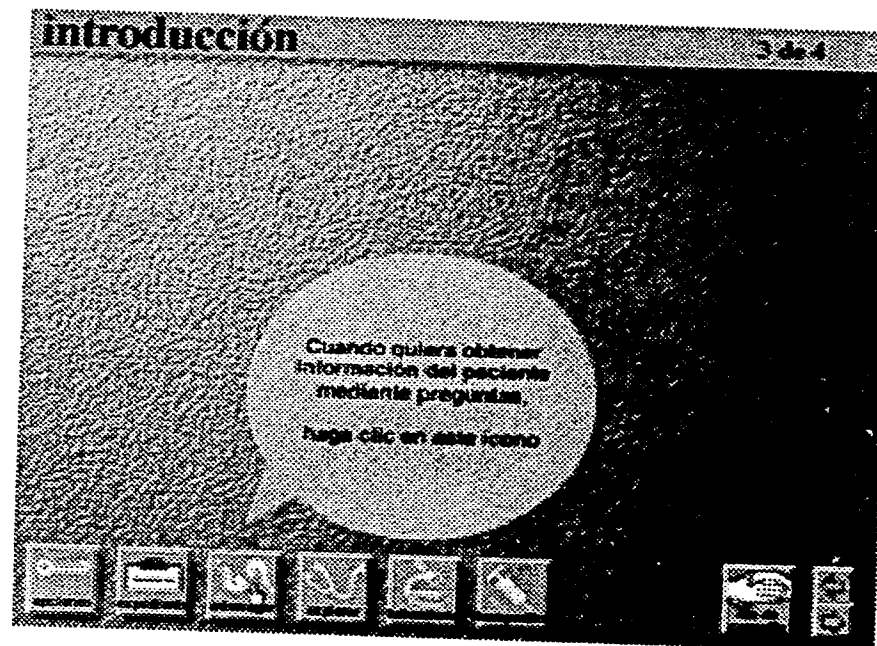 introducción
3 de 4
Cuando quiera obtener
información del paciente
mediante preguntas,
haga clic en este icono